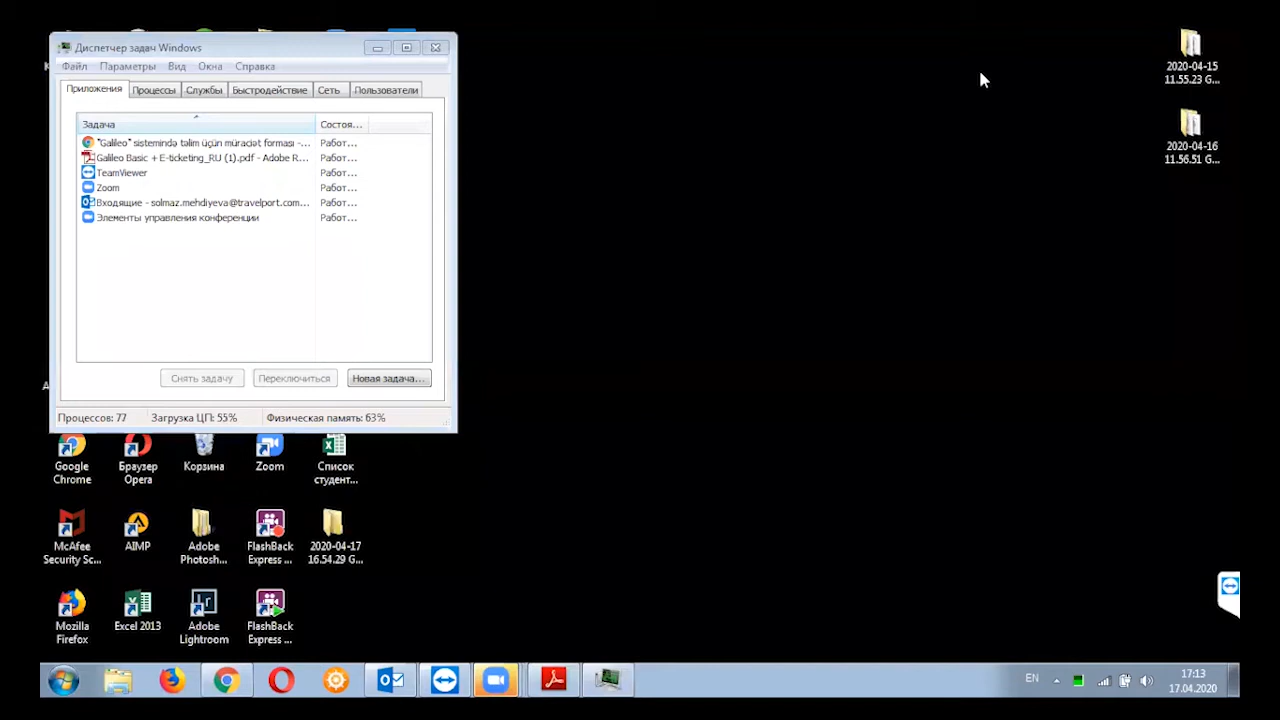 Диспетчер задач Windows
Файл Параметры Вид Окна Справка
Приложения Процессы Службы Быстродействие Сеть Пользователи
Задача Состоя...
"Galileo" sistemində təlim üçün müraciət forması -... Работ...
Galileo Basic + E-ticketing_RU (1).pdf - Adobe R... Работ...
TeamViewer Работ...
Zoom Работ...
Входящие - solmaz.mehdiyeva@travelport.com... Работ...
Элементы управления конференции Работ...
Снять задачу Переключиться Новая задача...
Процессов: 77 Загрузка ЦП: 55% Физическая память: 63%
2020-04-15
11.55.23 G...
2020-04-16
11.56.51 G...
Google
Chrome
Браузер
Opera
Корзина
Zoom
Список
студент...
McAfee
Security Sc...
AIMP
Adobe
Photosh...
FlashBack
Express ...
2020-04-17
16.54.29 G...
Mozilla
Firefox
Excel 2013
Adobe
Lightroom
FlashBack
Express ...
EN
17:13
17.04.2020